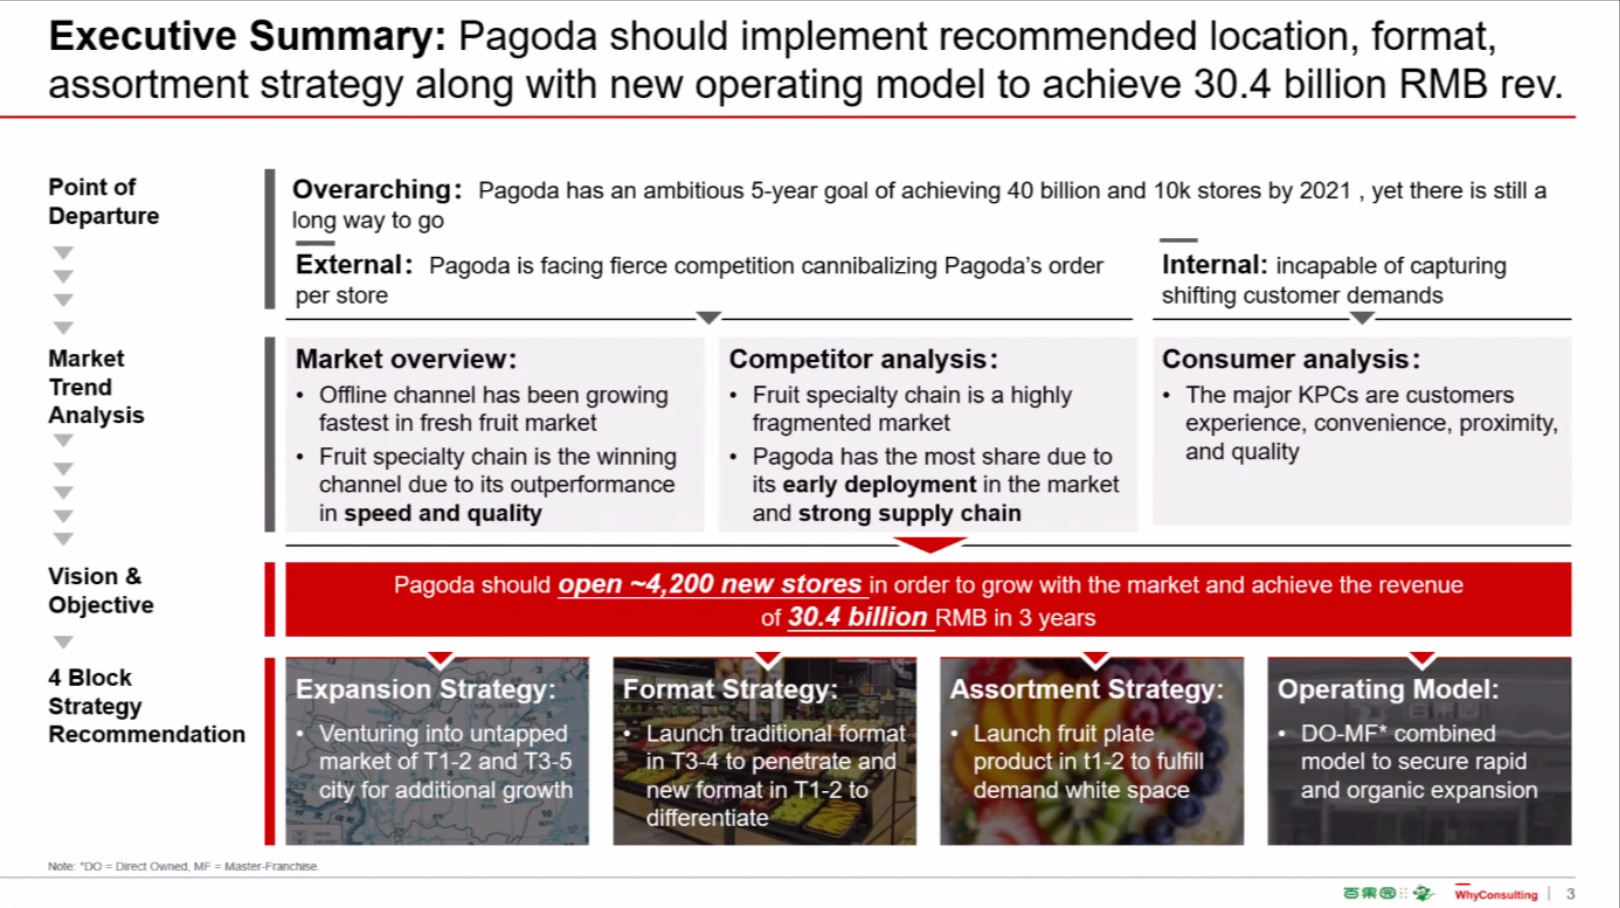 Executive Summary: Pagoda should implement recommended location, format,
assortment strategy along with new operating model to achieve 30.4 billion RMB rev.
Point of
Departure
Overarching: Pagoda has an ambitious 5-year goal of achieving 40 billion and 10k stores by 2021 , yet there is still a
long way to go
External: Pagoda is facing fierce competition cannibalizing Pagoda's order
per store
Internal: incapable of capturing
shifting customer demands
Market
Trend
Analysis
Market overview:
• Offline channel has been growing
fastest in fresh fruit market
• Fruit specialty chain is the winning
channel due to its outperformance
in speed and quality
Competitor analysis:
• Fruit specialty chain is a highly
fragmented market
• Pagoda has the most share due to
its early deployment in the market
and strong supply chain
Consumer analysis:
• The major KPCs are customers
experience, convenience, proximity,
and quality
Vision &
Objective
Pagoda should open ~4,200 new stores in order to grow with the market and achieve the revenue
of 30.4 billion RMB in 3 years
4 Block
Strategy
Recommendation
Expansion Strategy:
• Venturing into untapped
market of T1-2 and T3-5
city for additional growth
Format Strategy:
• Launch traditional format
in T3-4 to penetrate and
new format in T1-2 to
differentiate
Assortment Strategy:
• Launch fruit plate
product in t1-2 to fulfill
demand white space
Operating Model:
• DO-MF* combined
model to secure rapid
and organic expansion
Note: *DO = Direct Owned, MF = Master-Franchise.
百果园
WhyConsulting
3